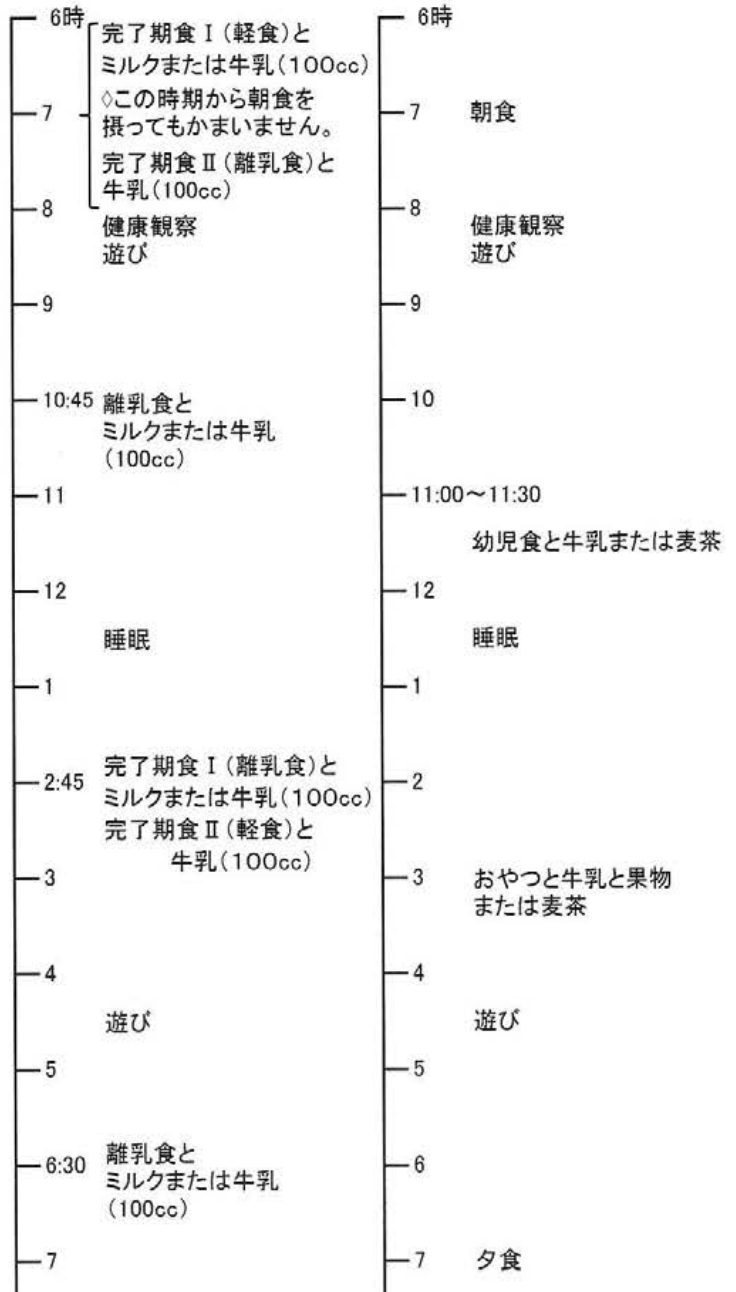 6時
完了期食Ⅰ(軽食)と
ミルクまたは牛乳(100cc)
7
◊この時期から朝食を
摂ってもかまいません。
完了期食Ⅱ(離乳食)と
牛乳(100cc)
8
健康観察
遊び
9
10:45 離乳食と
ミルクまたは牛乳
(100cc)
11
12
睡眠
1
完了期食Ⅰ(離乳食)と
2:45
ミルクまたは牛乳(100cc)
完了期食Ⅱ(軽食)と
牛乳(100cc)
3
4
遊び
5
6:30 離乳食と
ミルクまたは牛乳
(100cc)
7
6時
7 朝食
8
健康観察
遊び
9
10
11:00~11:30
幼児食と牛乳または麦茶
12
睡眠
1
2
3 おやつと牛乳と果物
または麦茶
4
遊び
5
6
7 夕食